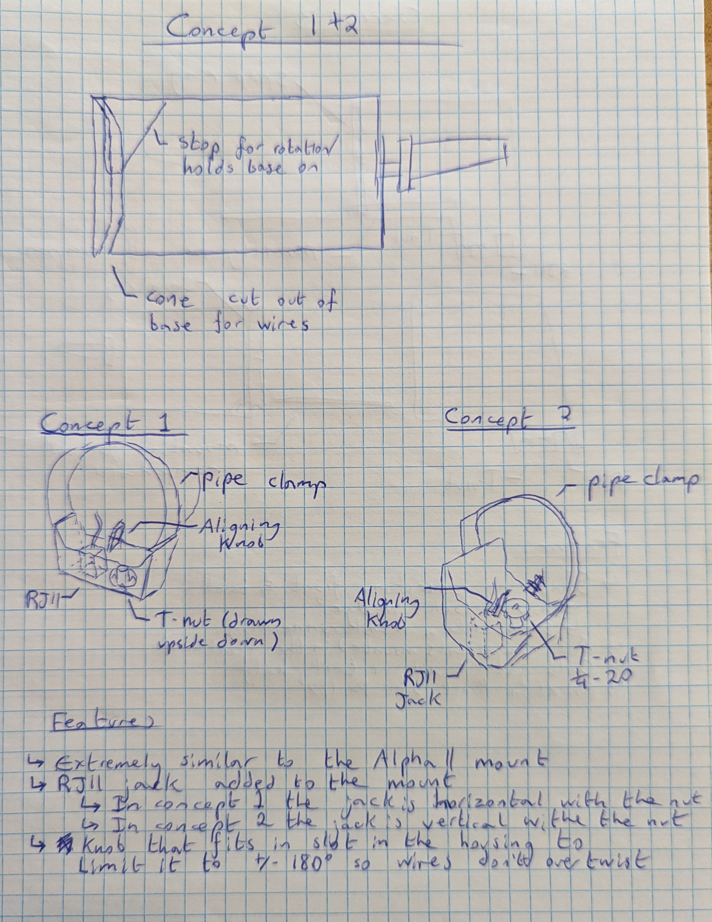 Concept 1+2
Stop for rotation
holds base on
cone cut out of
base for wires
Concept 1
pipe clamp
Aligning
Knob
RJ11
T-nut (drawn
upside down)
Concept 2
pipe clamp
Aligning
Knob
RJ11
Jack
T-nut
1/4-20
Features
↳ Extremely similar to the Alpha 11 mount
↳ RJ11 jack added to the mount
↳ In concept 1 the jack is horizontal with the nut
↳ In concept 2 the jack is vertical with the nut
↳ Knob that fits in slot in the housing to
limit it to +/- 180° so wires don't over twist